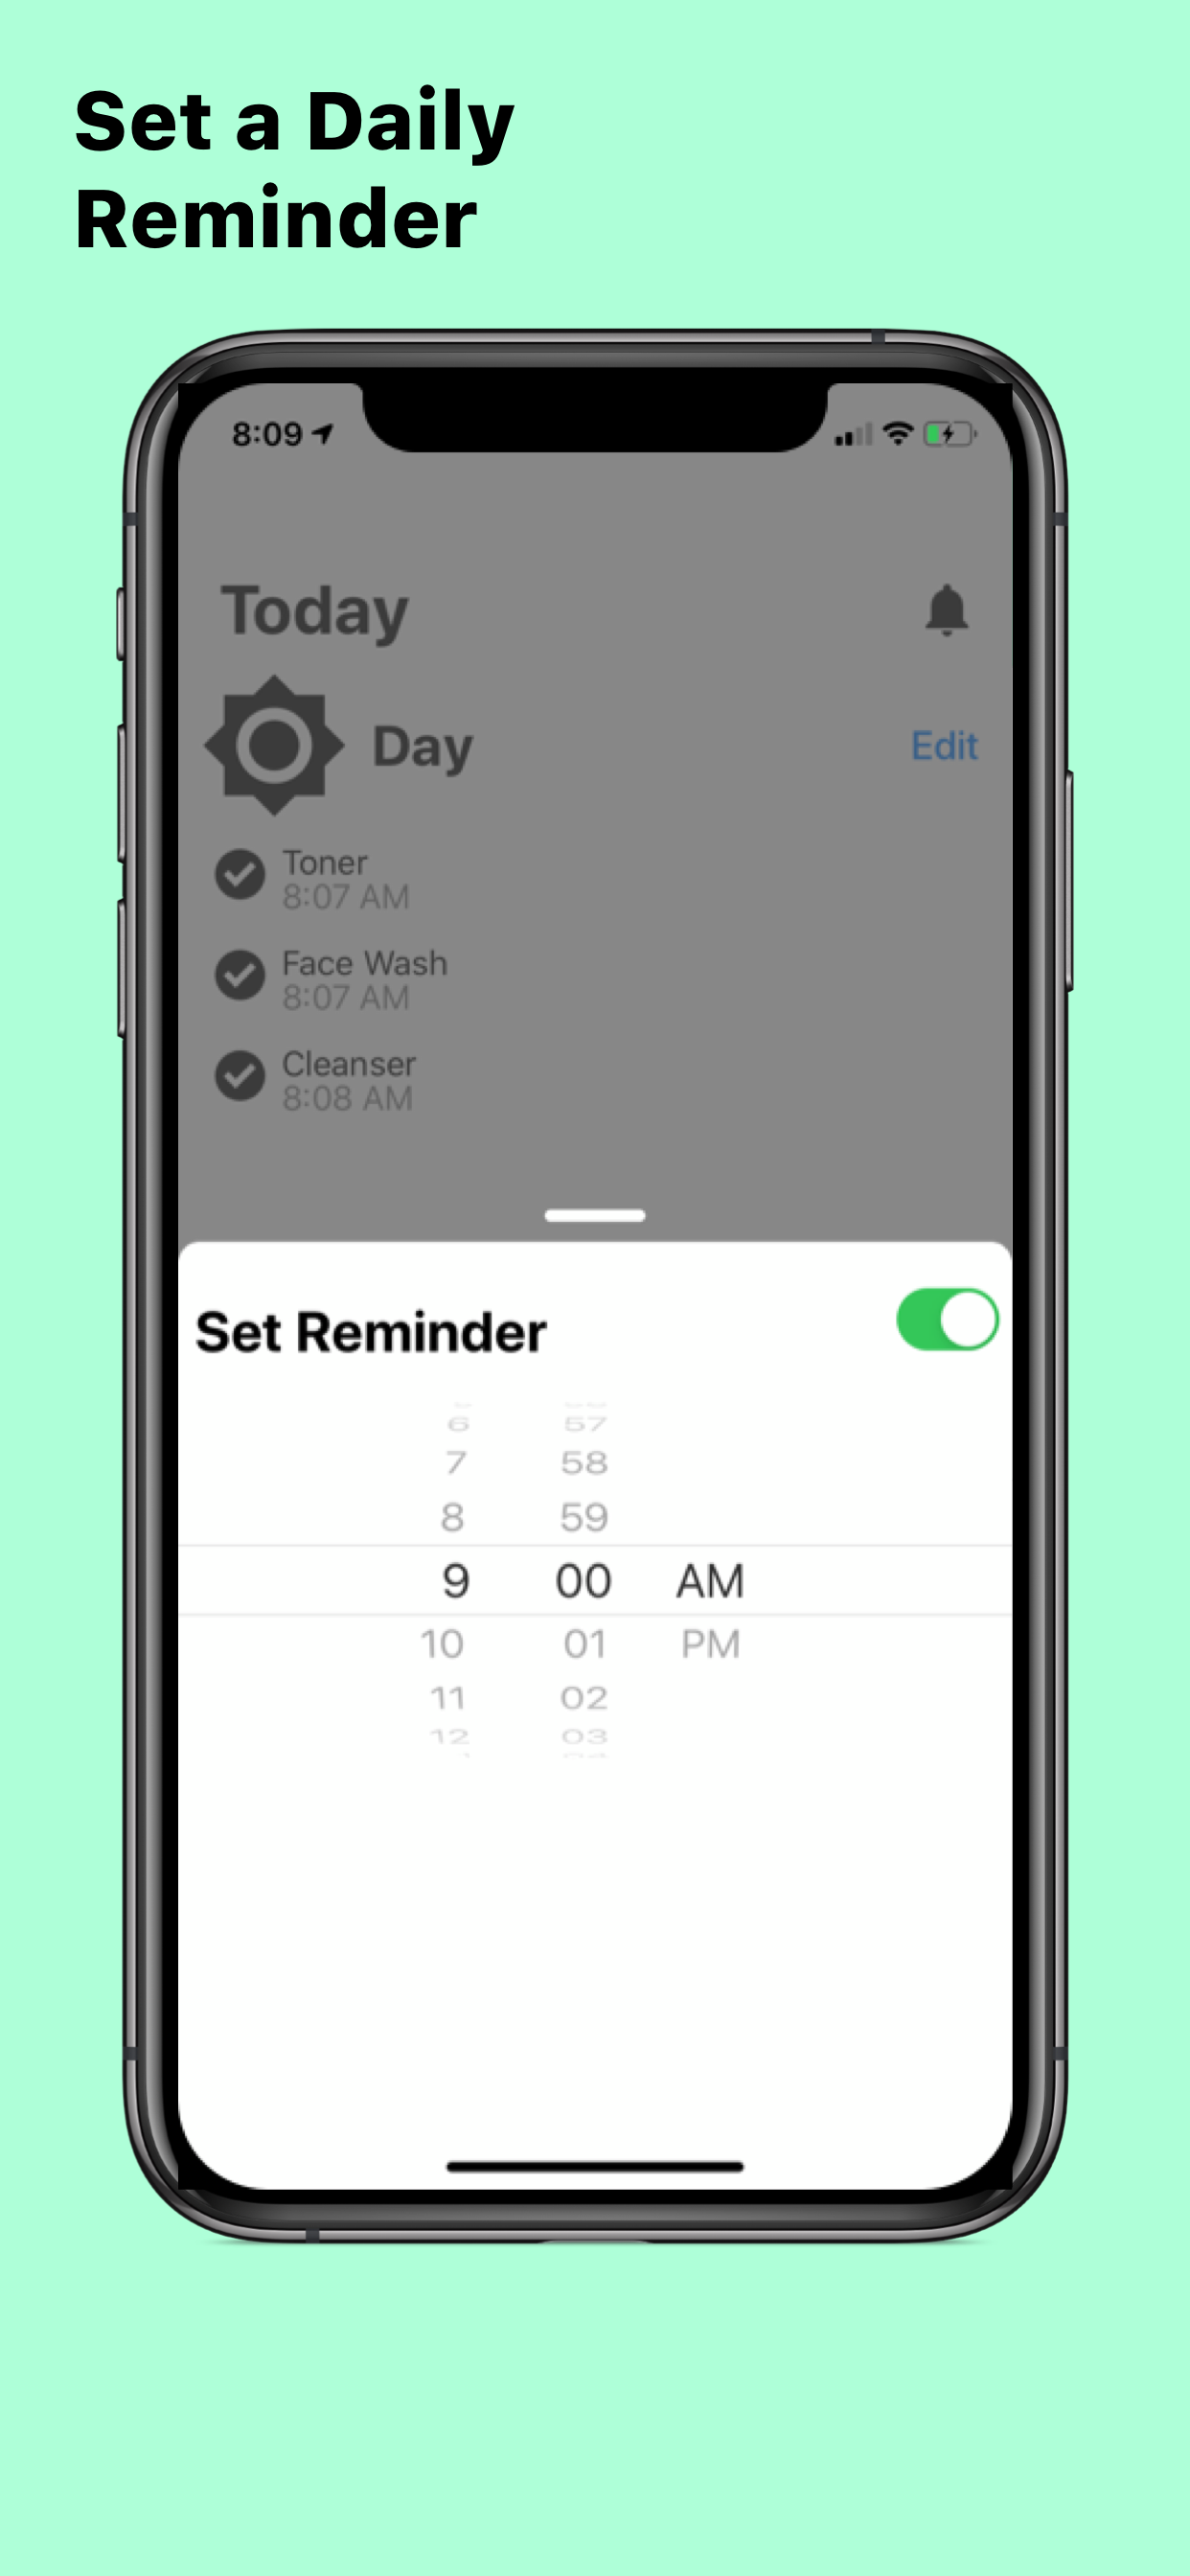 Set a Daily
Reminder
8:09
Today
Day
Edit
Toner
8:07 AM
Face Wash
8:07 AM
Cleanser
8:08 AM
Set Reminder
6 57
7 58
8 59
9 00 AM
10 01 PM
11 02
12 03